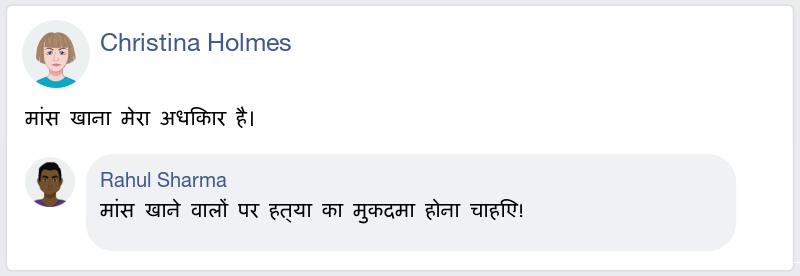 Christina Holmes
मांस खाना मेरा अधिकार है।
Rahul Sharma
मांस खाने वालों पर हत्या का मुकदमा होना चाहिए!